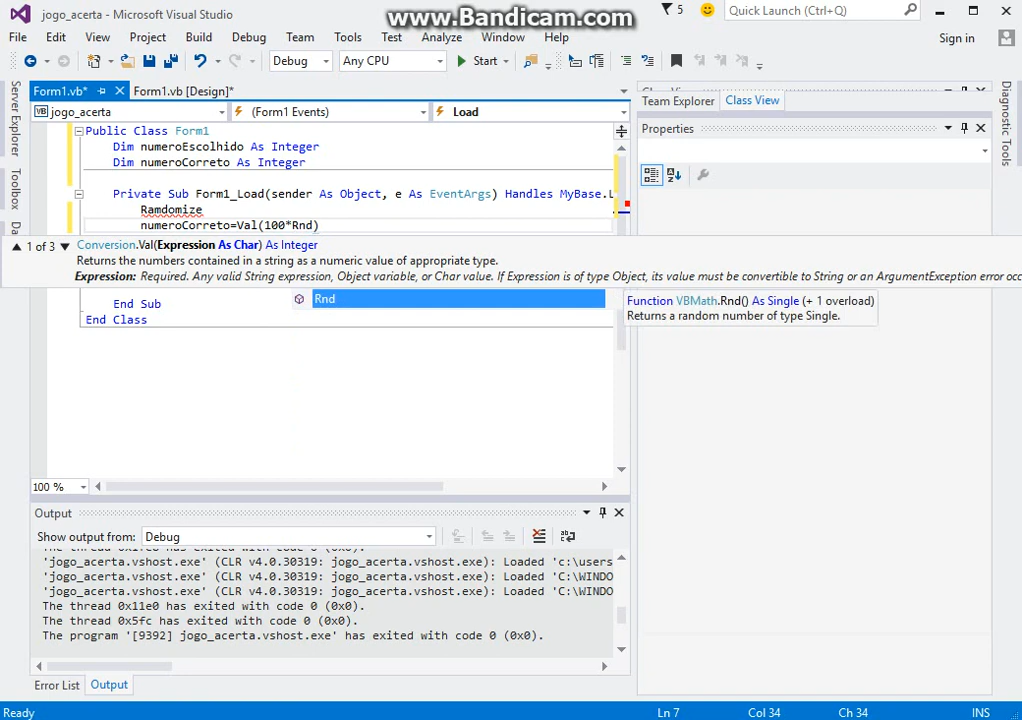 jogo_acerta - Microsoft Visual Studio
www.Bandicam.com
5
Quick Launch (Ctrl+Q)
File Edit View Project Build Debug Team Tools Test Analyze Window Help
Sign in
Debug Any CPU Start
Server Explorer
Toolbox
Form1.vb*
Form1.vb [Design]*
jogo_acerta
(Form1 Events)
Load
Public Class Form1
Dim numeroEscolhido As Integer
Dim numeroCorreto As Integer
Private Sub Form1_Load(sender As Object, e As EventArgs) Handles MyBase.L
Ramdomize
numeroCorreto=Val(100*Rnd)
1 of 3 Conversion.Val(Expression As Char) As Integer
Returns the numbers contained in a string as a numeric value of appropriate type.
Expression: Required. Any valid String expression, Object variable, or Char value. If Expression is of type Object, its value must be convertible to String or an ArgumentException error occ
Rnd
Function VBMath.Rnd() As Single (+ 1 overload)
Returns a random number of type Single.
End Sub
End Class
100 %
Team Explorer Class View
Properties
Diagnostic Tools
Output
Show output from: Debug
'jogo_acerta.vshost.exe' (CLR v4.0.30319: jogo_acerta.vshost.exe): Loaded 'c:\users
'jogo_acerta.vshost.exe' (CLR v4.0.30319: jogo_acerta.vshost.exe): Loaded 'C:\WINDO
'jogo_acerta.vshost.exe' (CLR v4.0.30319: jogo_acerta.vshost.exe): Loaded 'C:\WINDO
The thread 0x11e0 has exited with code 0 (0x0).
The thread 0x5fc has exited with code 0 (0x0).
The program '[9392] jogo_acerta.vshost.exe' has exited with code 0 (0x0).
Error List Output
Ready
Ln 7 Col 34 Ch 34 INS